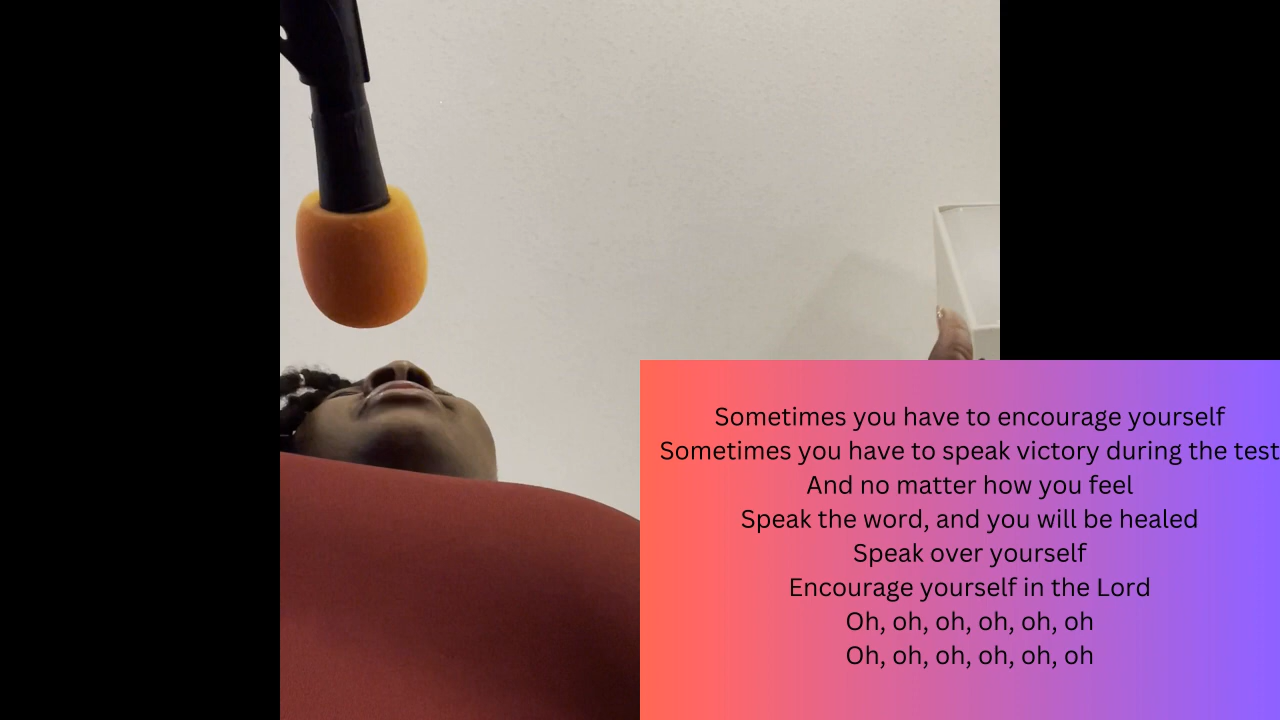 Sometimes you have to encourage yourself
Sometimes you have to speak victory during the test
And no matter how you feel
Speak the word, and you will be healed
Speak over yourself
Encourage yourself in the Lord
Oh, oh, oh, oh, oh, oh
Oh, oh, oh, oh, oh, oh